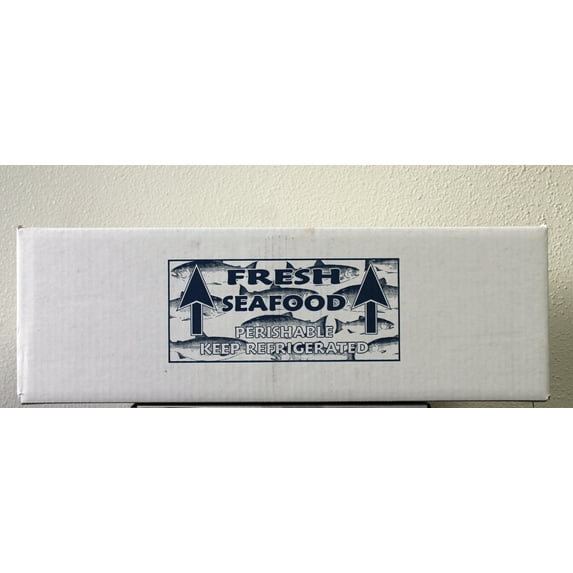 FRESH
SEAFOOD
PERISHABLE
KEEP REFRIGERATED